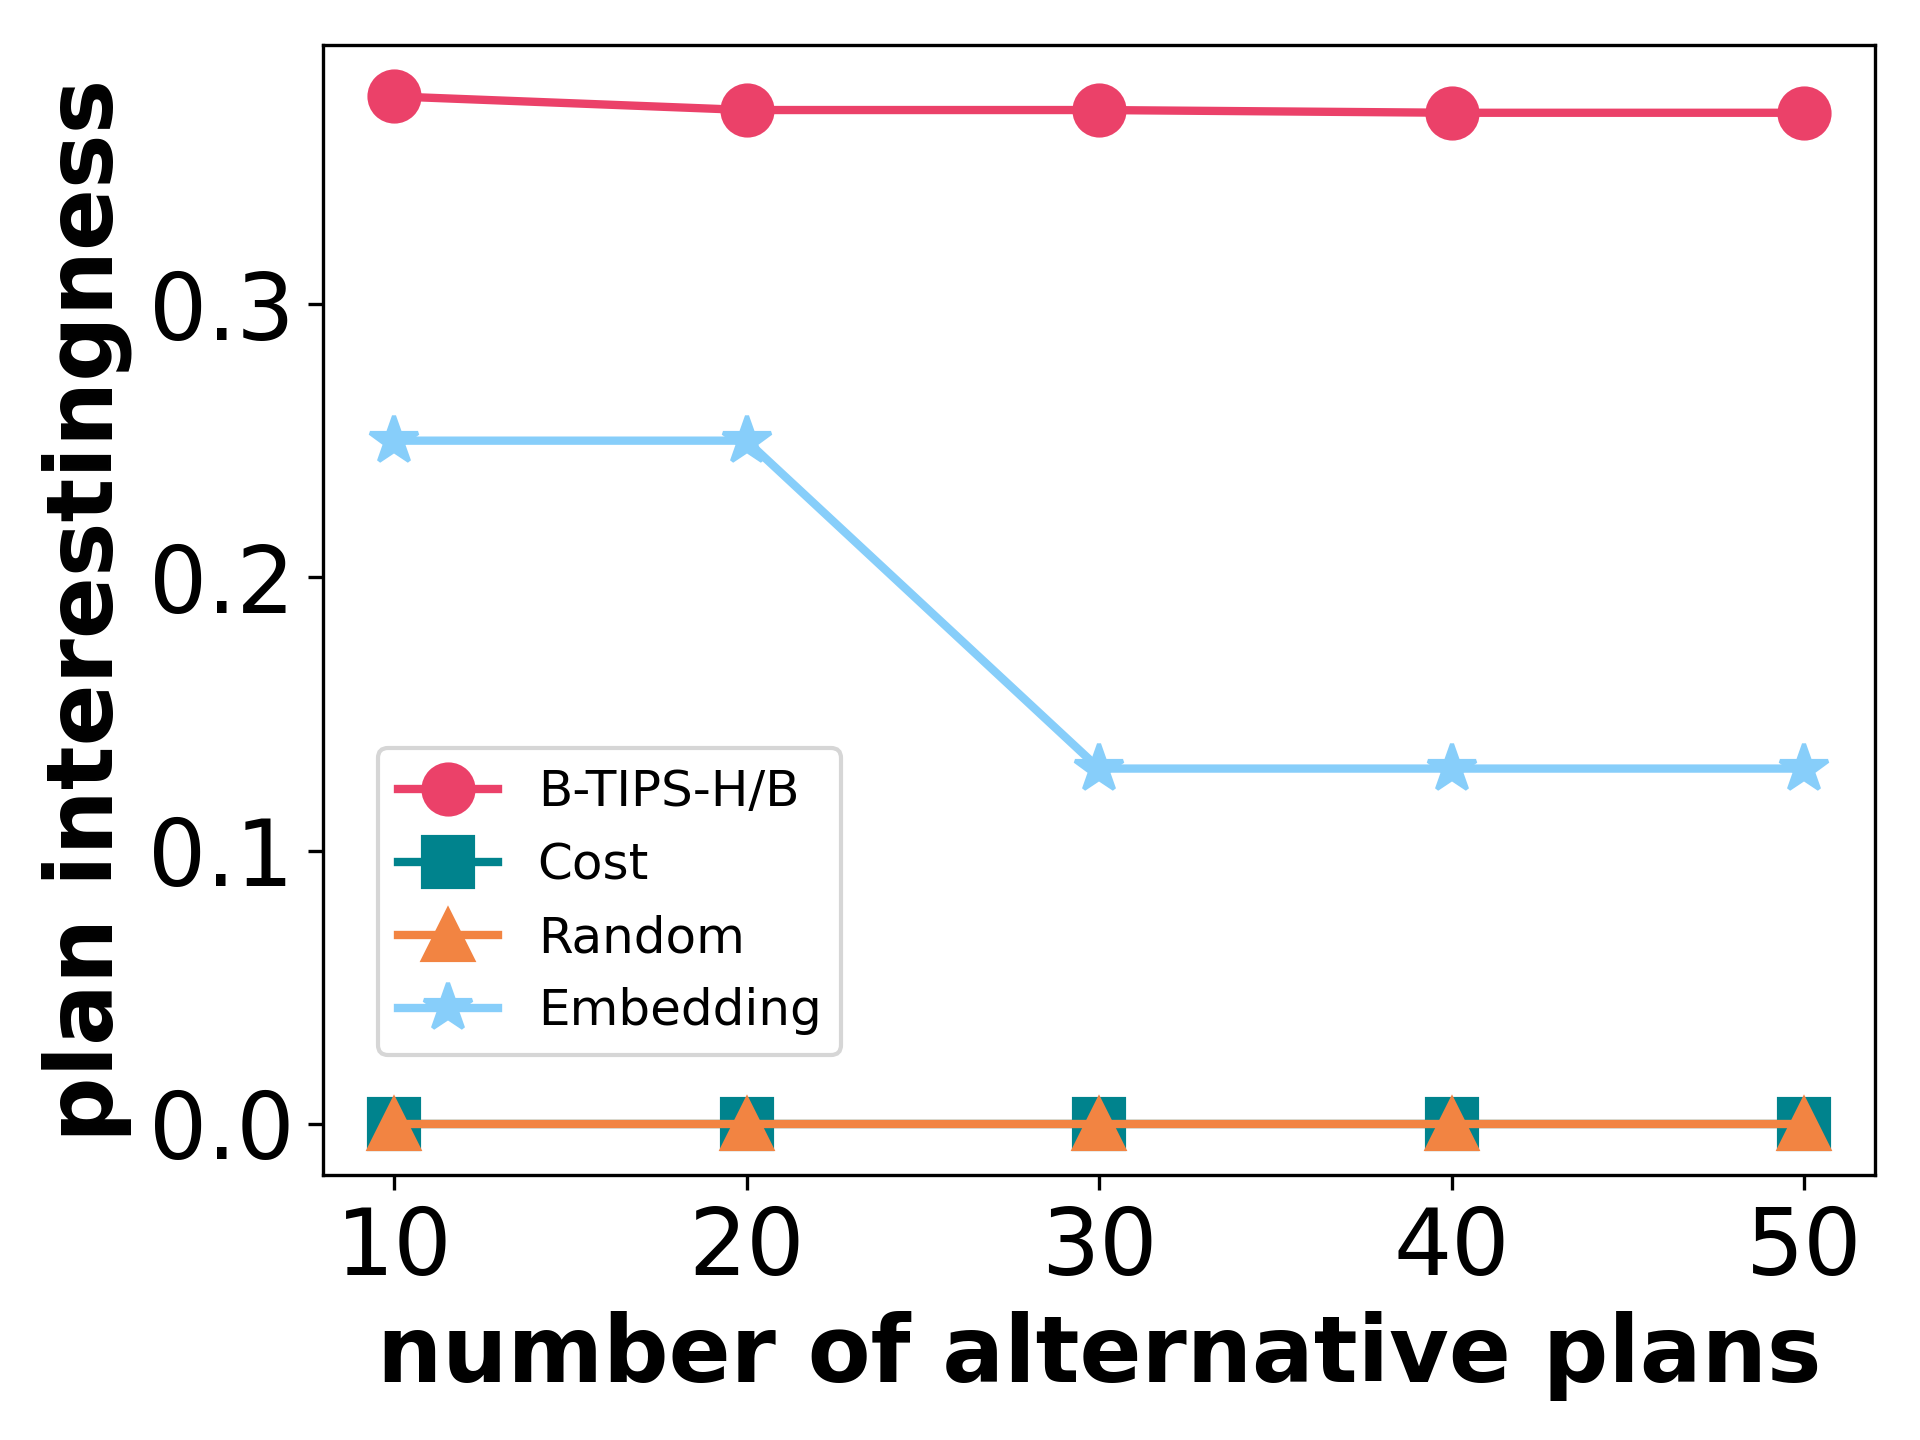 plan interestingness
0.3
0.2
0.1
0.0
B-TIPS-H/B
Cost
Random
Embedding
10 20 30 40 50
number of alternative plans